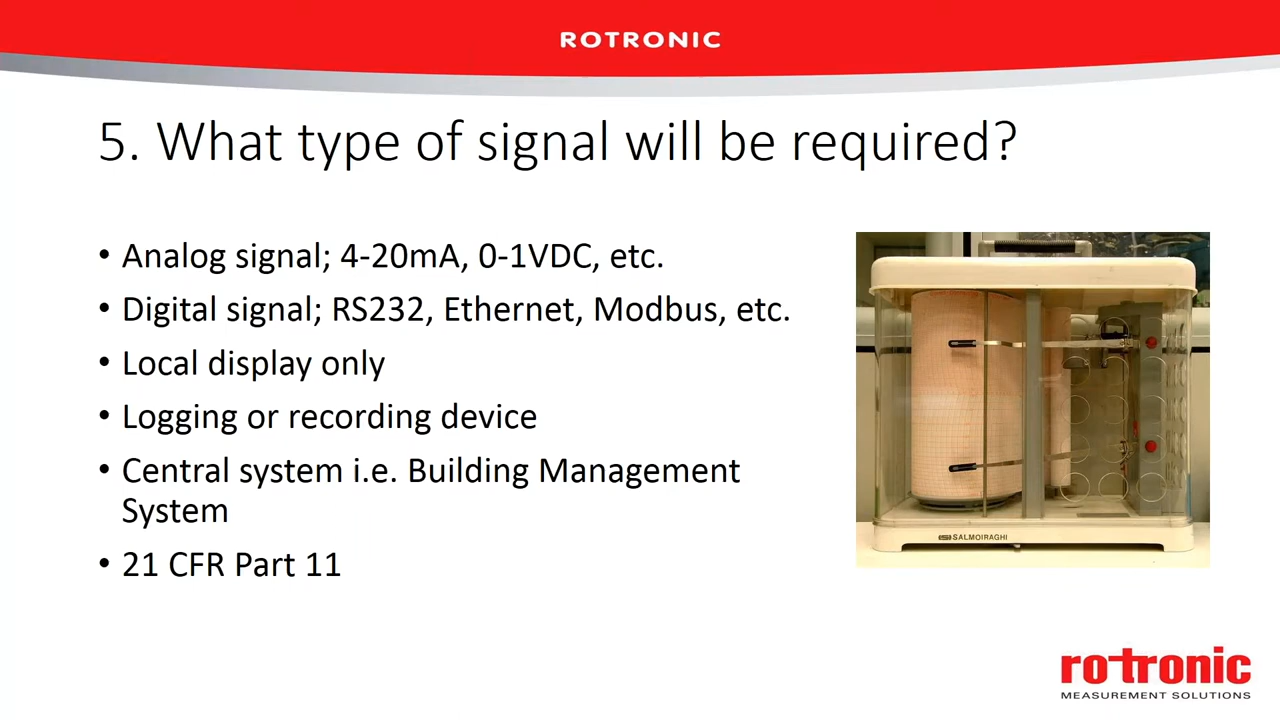 ROTRONIC
5. What type of signal will be required?
• Analog signal; 4-20mA, 0-1VDC, etc.
• Digital signal; RS232, Ethernet, Modbus, etc.
• Local display only
• Logging or recording device
• Central system i.e. Building Management
System
• 21 CFR Part 11
SALMOIRAGHI
rotronic
MEASUREMENT SOLUTIONS